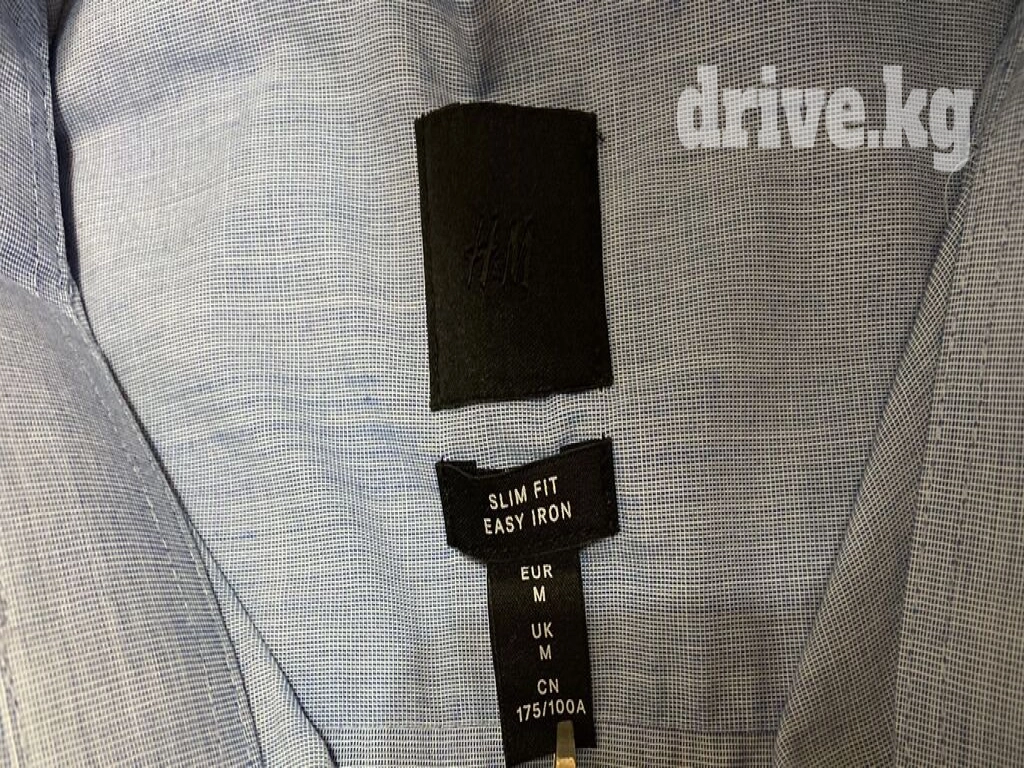 drive.kg
H&M
SLIM FIT
EASY IRON
EUR
M
UK
M
CN
175/100A